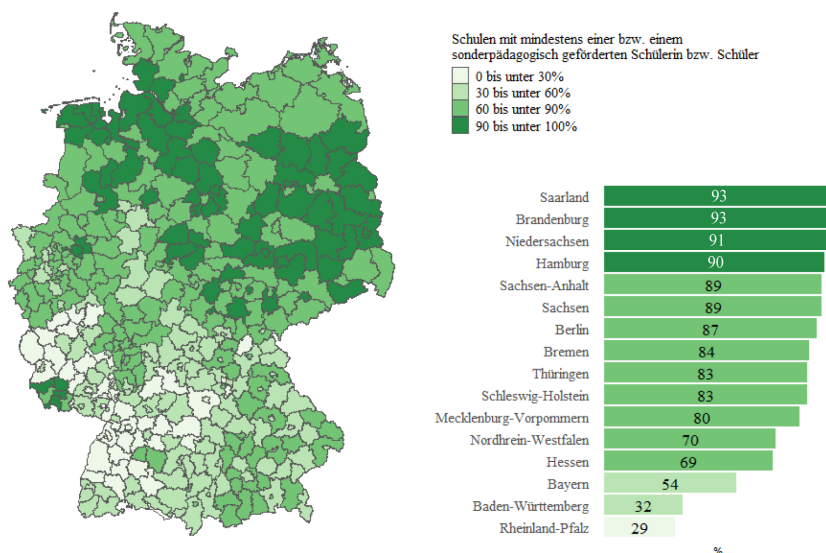 Schulen mit mindestens einer bzw. einem
sonderpädagogisch geförderten Schülerin bzw. Schüler
0 bis unter 30%
30 bis unter 60%
60 bis unter 90%
90 bis unter 100%
Saarland 93
Brandenburg 93
Niedersachsen 91
Hamburg 90
Sachsen-Anhalt 89
Sachsen 89
Berlin 87
Bremen 84
Thüringen 83
Schleswig-Holstein 83
Mecklenburg-Vorpommern 80
Nordrhein-Westfalen 70
Hessen 69
Bayern 54
Baden-Württemberg 32
Rheinland-Pfalz 29
%